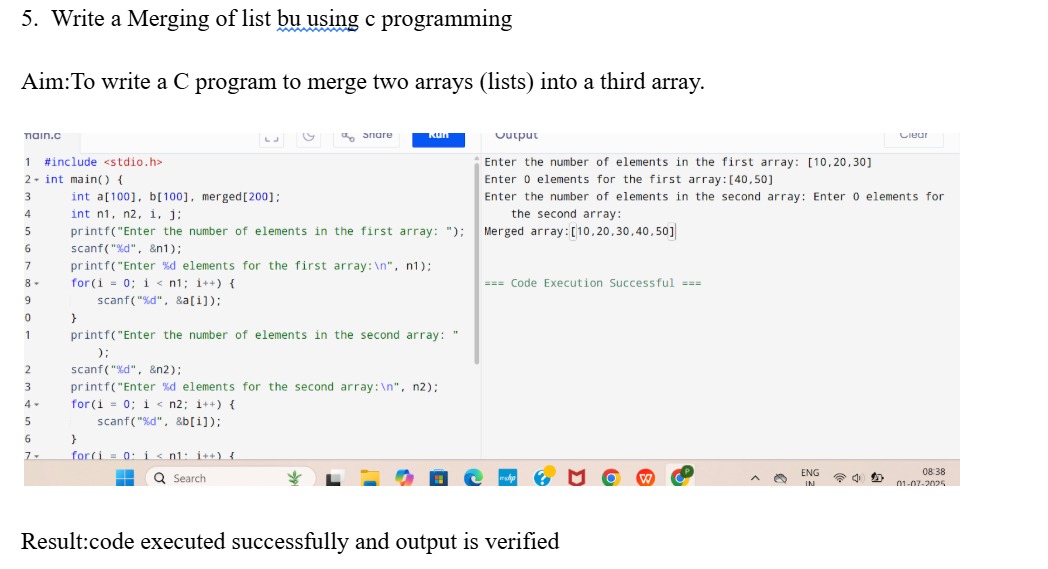 5. Write a Merging of list bu using c programming
Aim:To write a C program to merge two arrays (lists) into a third array.
main.c
Share
Run
1 #include <stdio.h>
2 int main() {
3 int a[100], b[100], merged[200];
4 int n1, n2, i, j;
5 printf("Enter the number of elements in the first array: ");
6 scanf("%d", &n1);
7 printf("Enter %d elements for the first array:\n", n1);
8 for(i = 0; i < n1; i++) {
9 scanf("%d", &a[i]);
0 }
1 printf("Enter the number of elements in the second array: "
);
2 scanf("%d", &n2);
3 printf("Enter %d elements for the second array:\n", n2);
4 for(i = 0; i < n2; i++) {
5 scanf("%d", &b[i]);
6 }
7 for(i = 0; i < n1; i++) {
Output
Clear
Enter the number of elements in the first array: [10,20,30]
Enter 0 elements for the first array:[40,50]
Enter the number of elements in the second array: Enter 0 elements for
the second array:
Merged array:[10,20,30,40,50]
=== Code Execution Successful ===
Search
ENG
IN
08:38
01-07-2025
Result:code executed successfully and output is verified